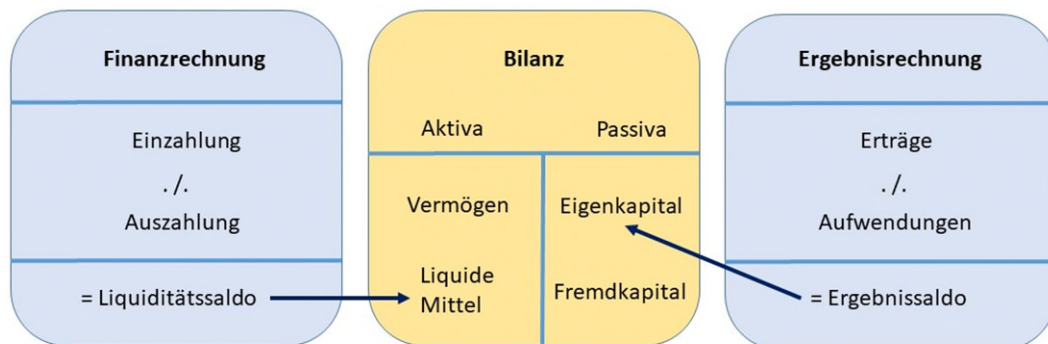 Finanzrechnung
Einzahlung
. /.
Auszahlung
= Liquiditätssaldo
Bilanz
Aktiva
Passiva
Vermögen
Eigenkapital
Liquide
Mittel
Fremdkapital
Ergebnisrechnung
Erträge
. /.
Aufwendungen
= Ergebnissaldo